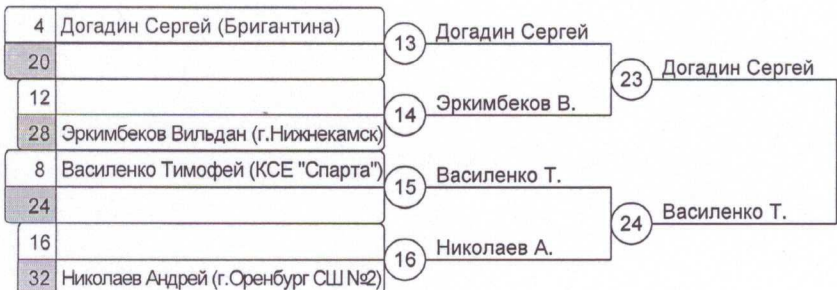 4 Догадин Сергей (Бригантина)
20
12
28 Эркимбеков Вильдан (г.Нижнекамск)
8 Василенко Тимофей (КСЕ "Спарта")
24
16
32 Николаев Андрей (г.Оренбург СШ №2)
13 Догадин Сергей
14 Эркимбеков В.
15 Василенко Т.
16 Николаев А.
23 Догадин Сергей
24 Василенко Т.